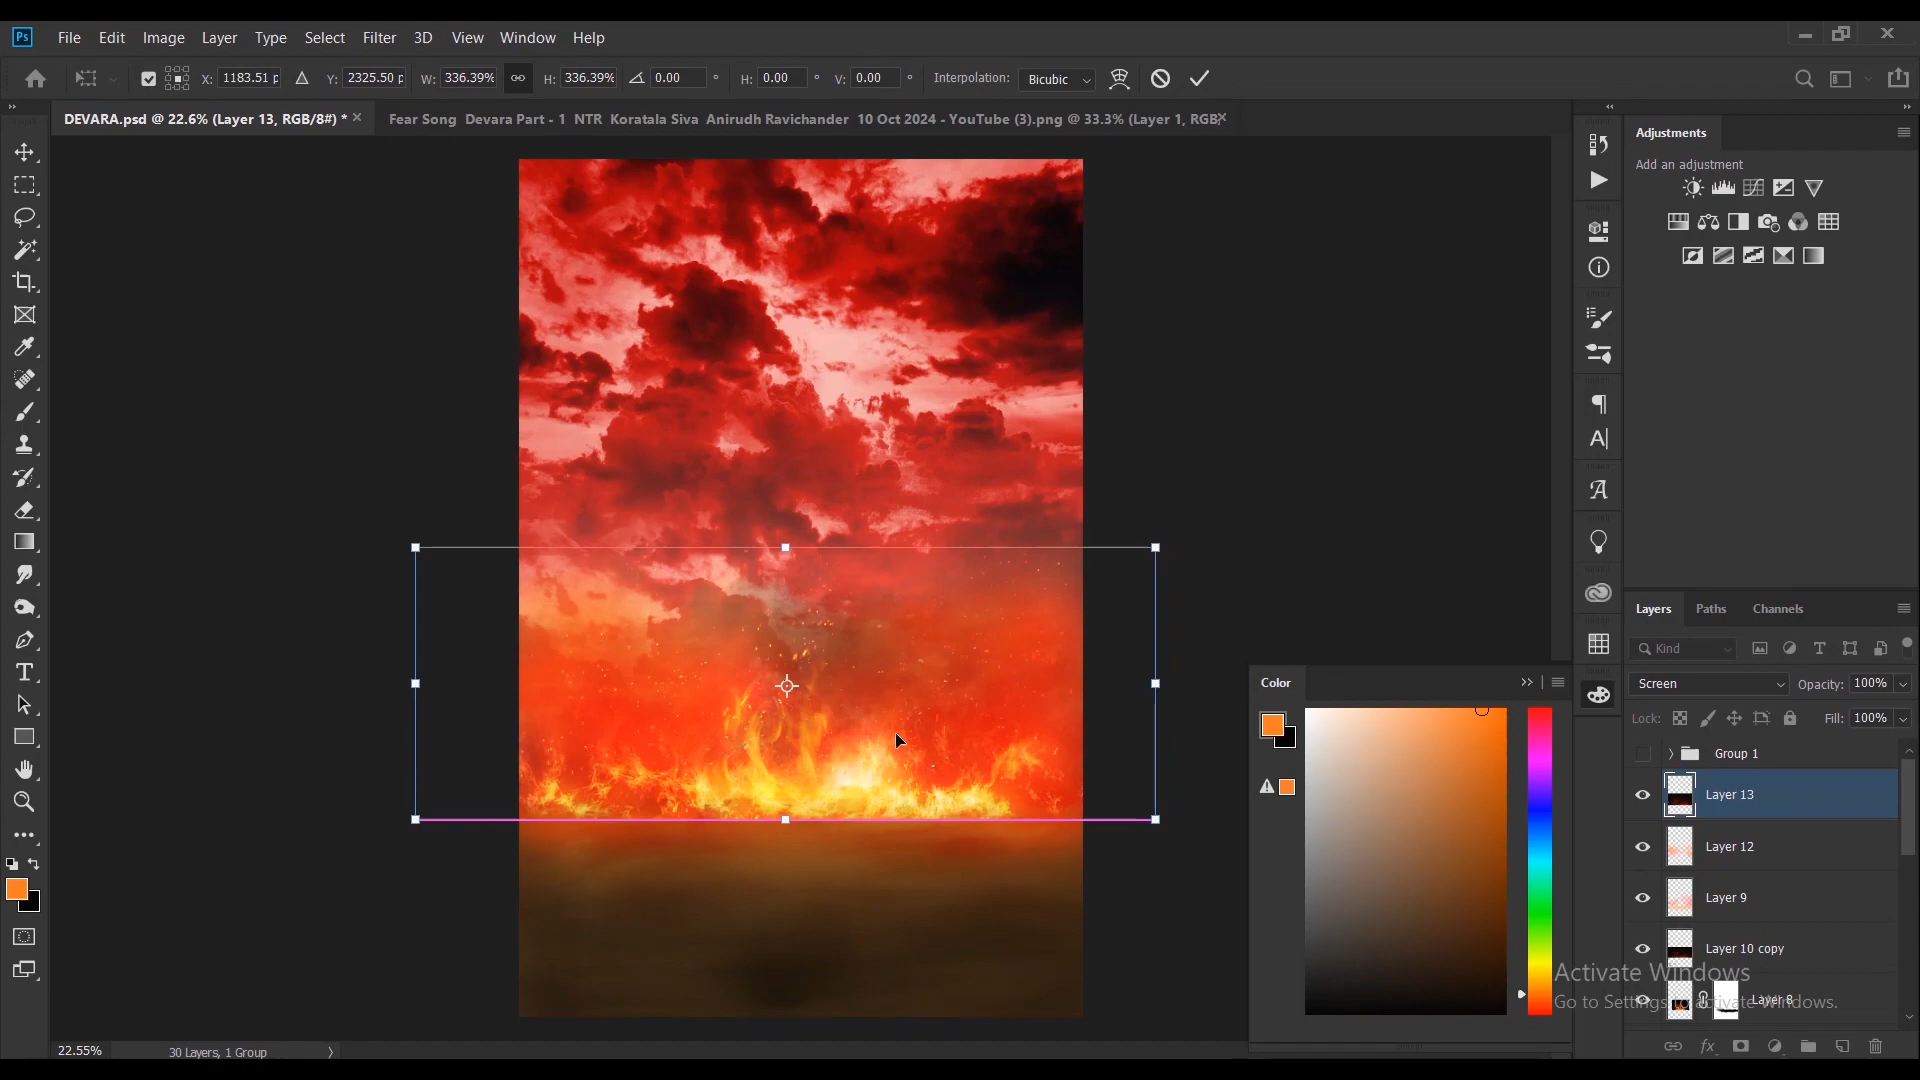 Ps File Edit Image Layer Type Select Filter 3D View Window Help
X: 1183.51 p Y: 2325.50 p W: 336.39% H: 336.39% 0.00 ° H: 0.00 ° V: 0.00 ° Interpolation: Bicubic
DEVARA.psd @ 22.6% (Layer 13, RGB/8#) * × Fear Song Devara Part - 1 NTR Koratala Siva Anirudh Ravichander 10 Oct 2024 - YouTube (3).png @ 33.3% (Layer 1, RGB/ ×
Adjustments
Add an adjustment
Layers Paths Channels
Kind
Screen Opacity: 100%
Lock: Fill: 100%
Group 1
Layer 13
Layer 12
Layer 9
Layer 10 copy
Layer 8
Color
Activate Windows
Go to Settings to activate Windows.
22.55% 30 Layers, 1 Group